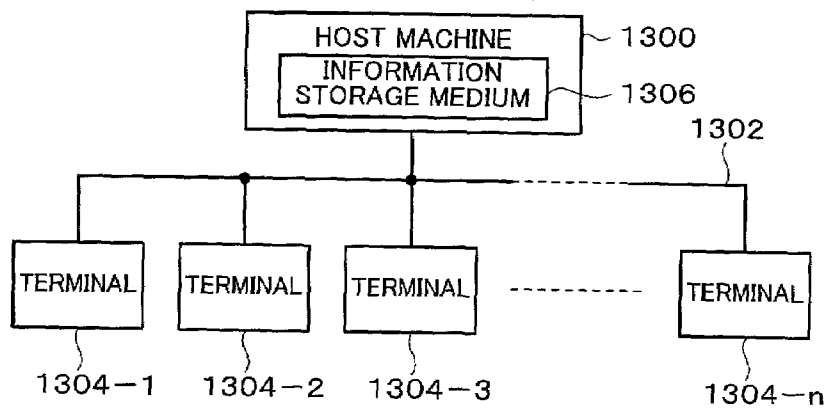 HOST MACHINE
1300
INFORMATION
STORAGE MEDIUM
1306
1302
TERMINAL
TERMINAL
TERMINAL
TERMINAL
1304-1
1304-2
1304-3
1304-n